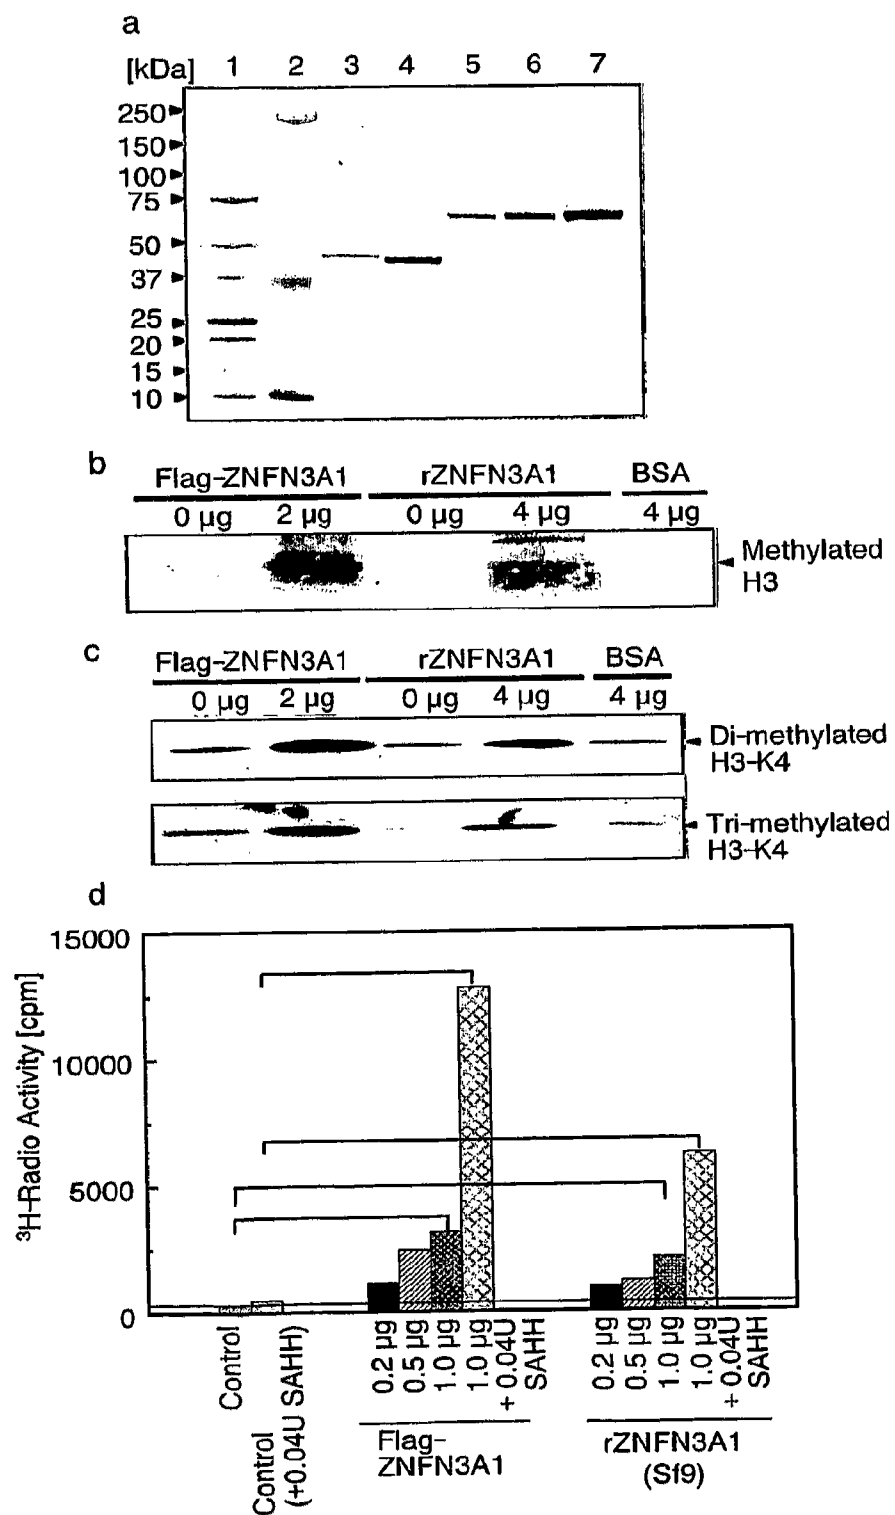 a
[kDa] 1 2 3 4 5 6 7
250
150
100
75
50
37
25
20
15
10
b
Flag-ZNFN3A1 rZNFN3A1 BSA
0 µg 2 µg 0 µg 4 µg 4 µg
Methylated
H3
c
Flag-ZNFN3A1 rZNFN3A1 BSA
0 µg 2 µg 0 µg 4 µg 4 µg
Di-methylated
H3-K4
Tri-methylated
H3-K4
d
³H-Radio Activity [cpm]
15000
10000
5000
0
Control
Control
(+0.04U SAHH)
0.2 µg
0.5 µg
1.0 µg
1.0 µg
+ 0.04U
SAHH
Flag-
ZNFN3A1
0.2 µg
0.5 µg
1.0 µg
1.0 µg
+ 0.04U
SAHH
rZNFN3A1
(Sf9)